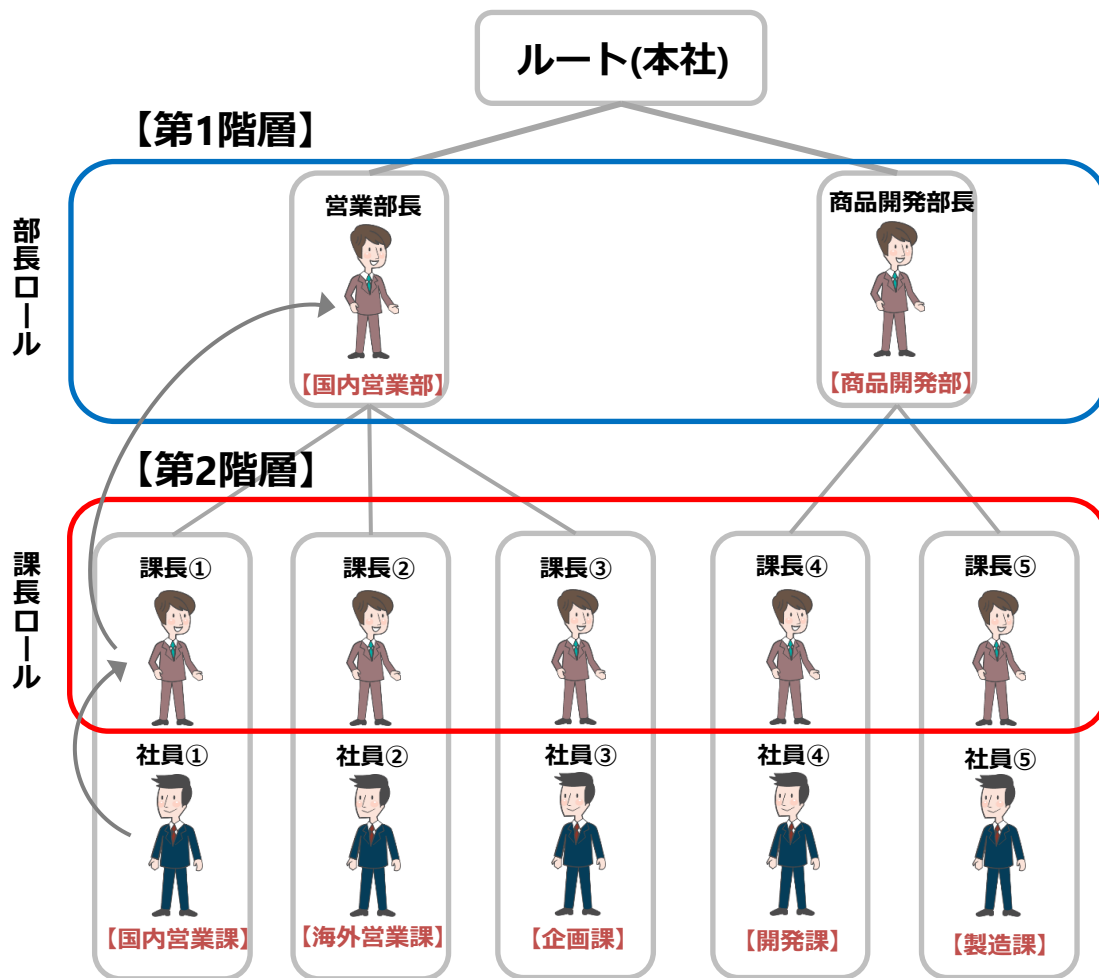 ルート(本社)
【第1階層】
部長ロール
営業部長
商品開発部長
【国内営業部】
【商品開発部】
【第2階層】
課長ロール
課長①
課長②
課長③
課長④
課長⑤
社員①
社員②
社員③
社員④
社員⑤
【国内営業課】
【海外営業課】
【企画課】
【開発課】
【製造課】